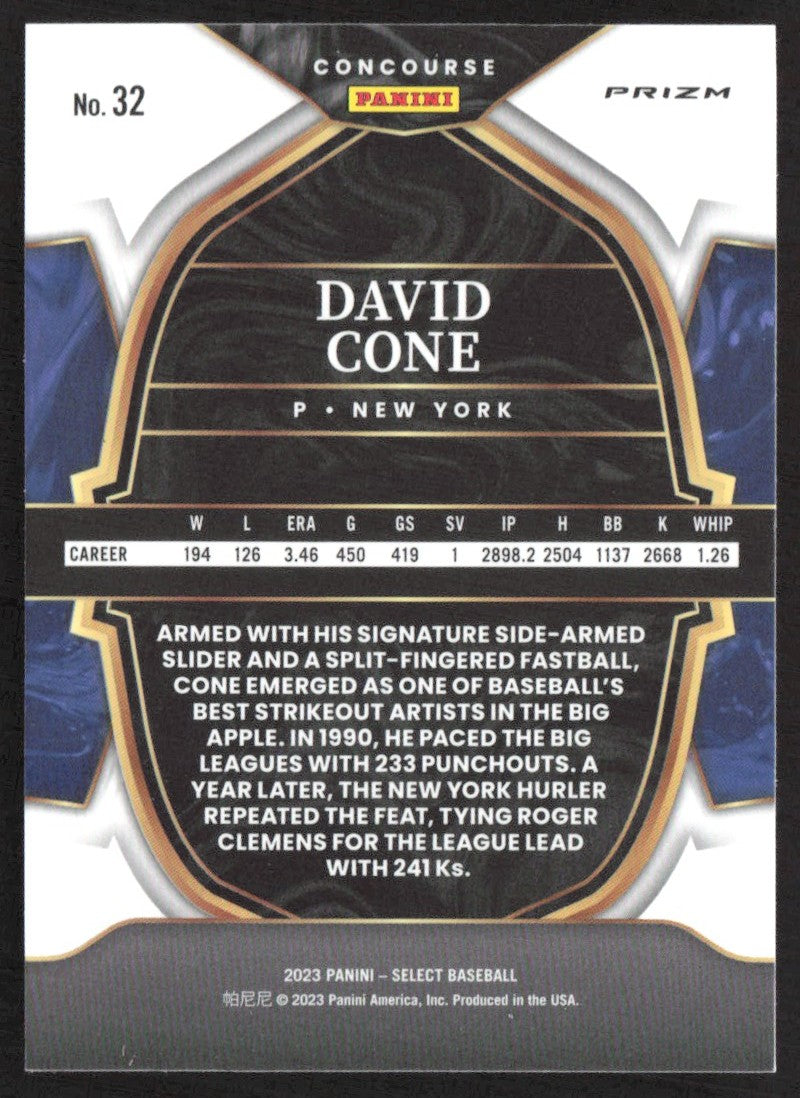 CONCOURSE
PANINI
No. 32
PRIZM
DAVID
CONE
P • NEW YORK
W L ERA G GS SV IP H BB K WHIP
CAREER 194 126 3.46 450 419 1 2898.2 2504 1137 2668 1.26
ARMED WITH HIS SIGNATURE SIDE-ARMED
SLIDER AND A SPLIT-FINGERED FASTBALL,
CONE EMERGED AS ONE OF BASEBALL'S
BEST STRIKEOUT ARTISTS IN THE BIG
APPLE. IN 1990, HE PACED THE BIG
LEAGUES WITH 233 PUNCHOUTS. A
YEAR LATER, THE NEW YORK HURLER
REPEATED THE FEAT, TYING ROGER
CLEMENS FOR THE LEAGUE LEAD
WITH 241 Ks.
2023 PANINI – SELECT BASEBALL
帕尼尼 © 2023 Panini America, Inc. Produced in the USA.